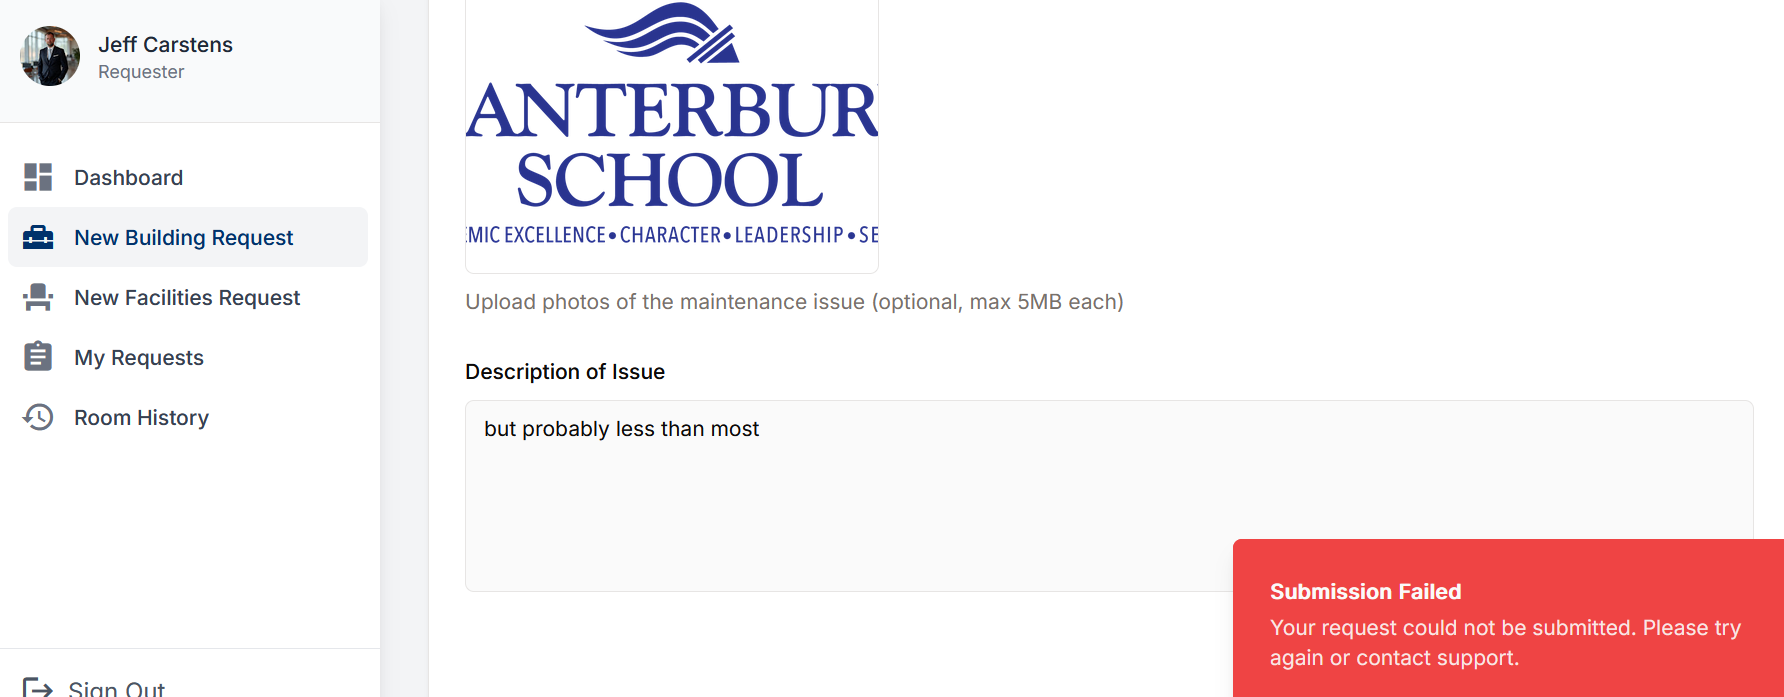 Jeff Carstens
Requester
Dashboard
New Building Request
New Facilities Request
My Requests
Room History
Sign Out
ANTERBUR
SCHOOL
EMIC EXCELLENCE • CHARACTER • LEADERSHIP • SE
Upload photos of the maintenance issue (optional, max 5MB each)
Description of Issue
but probably less than most
Submission Failed
Your request could not be submitted. Please try
again or contact support.